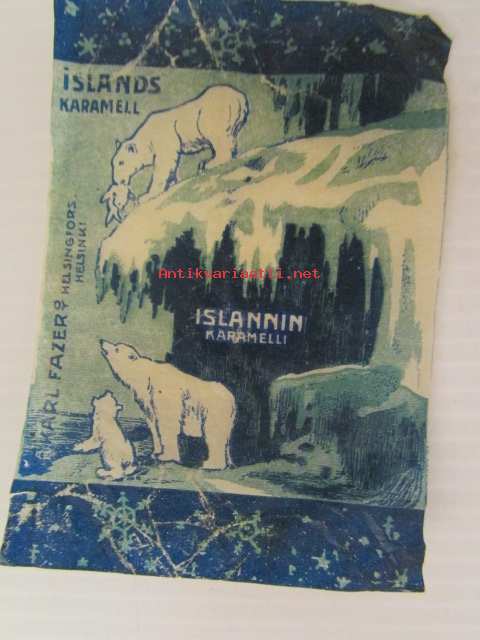 ISLANDS
KARAMELL
Antikvariaatti.net
ISLANNIN
KARAMELLI
KARL FAZER
HELSINGFORS.
HELSINKI